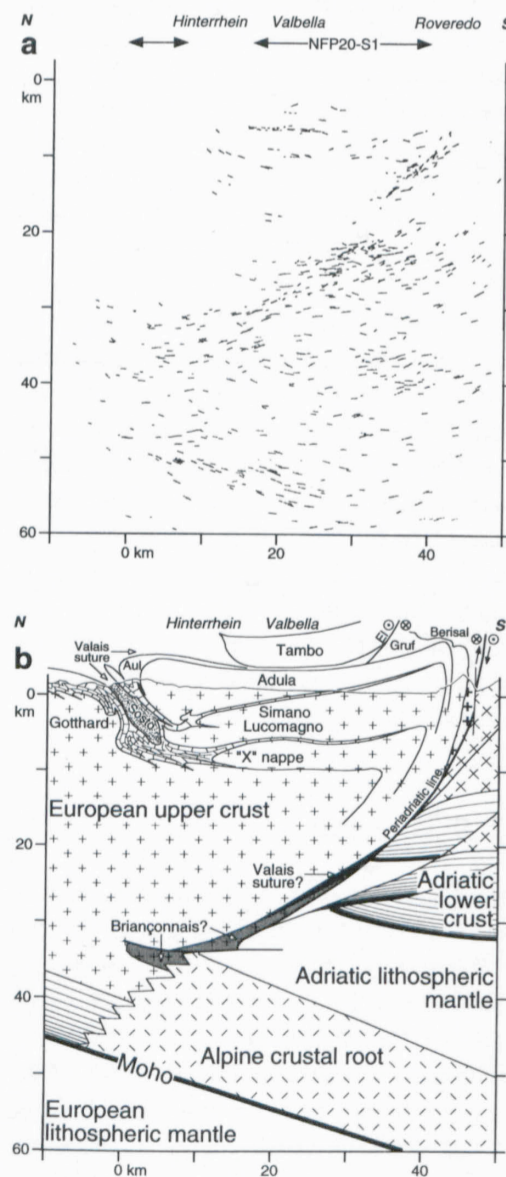 N Hinterrhein Valbella Roveredo S
a NFP20-S1
0
km
20
40
60
0 km 20 40
N Hinterrhein Valbella S
b
Valais
suture
Aul
Tambo
Gruf
Berisal
Adula
0
km
Gotthard
Simano
Lucomagno
"X" nappe
European upper crust
Periadriatic line
20
Valais
suture?
Adriatic
lower
crust
Briançonnais?
Adriatic lithospheric
mantle
40
Alpine crustal root
Moho
European
lithospheric mantle
60
0 km 20 40